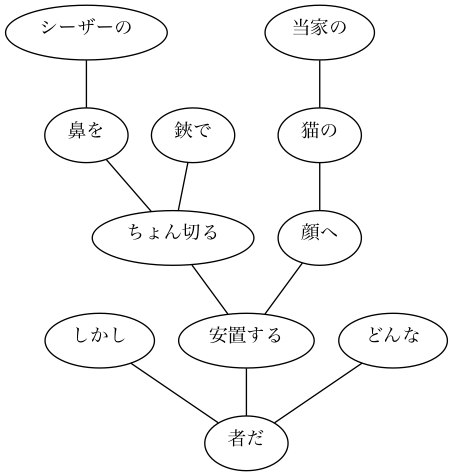 シーザーの
当家の
鼻を
鋏で
猫の
ちょん切る
顔へ
しかし
安置する
どんな
者だ